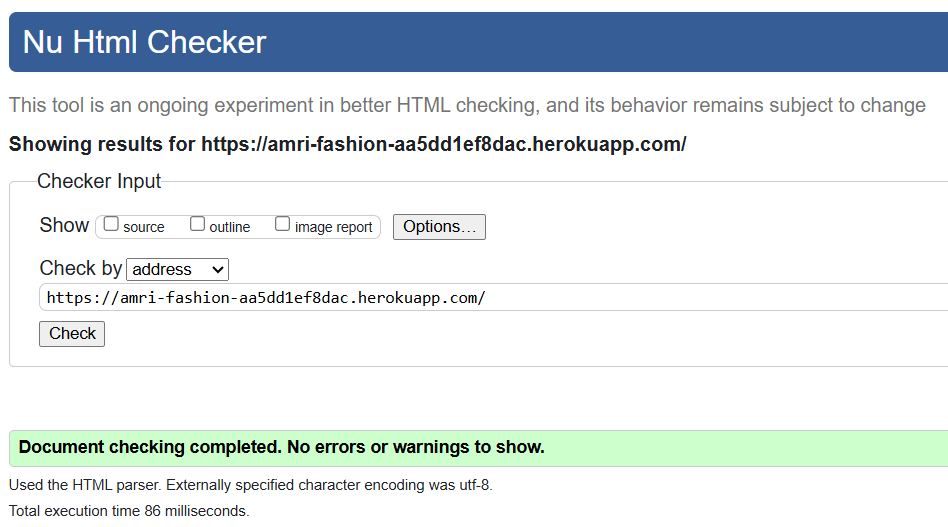 Nu Html Checker
This tool is an ongoing experiment in better HTML checking, and its behavior remains subject to change
Showing results for https://amri-fashion-aa5dd1ef8dac.herokuapp.com/
Checker Input
Show source outline image report Options...
Check by address
https://amri-fashion-aa5dd1ef8dac.herokuapp.com/
Check
Document checking completed. No errors or warnings to show.
Used the HTML parser. Externally specified character encoding was utf-8.
Total execution time 86 milliseconds.